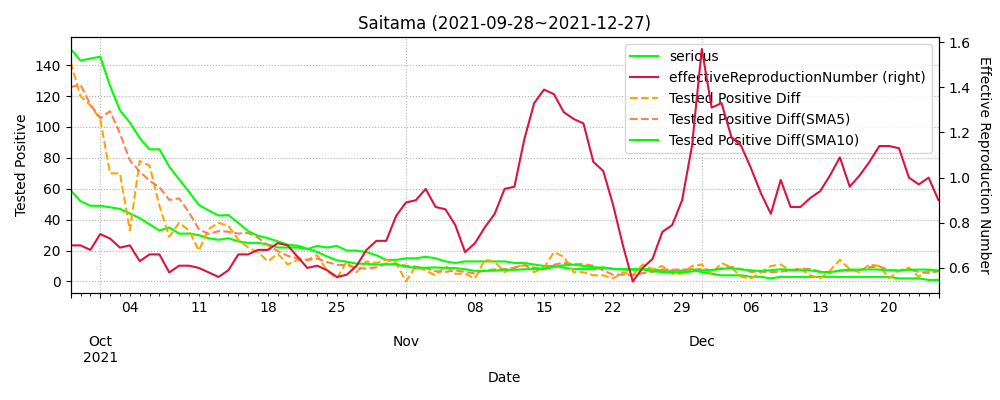 Saitama (2021-09-28~2021-12-27)
serious
effectiveReproductionNumber (right)
Tested Positive Diff
Tested Positive Diff(SMA5)
Tested Positive Diff(SMA10)
Tested Positive
140
120
100
80
60
40
20
0
1.6
1.4
1.2
1.0
0.8
0.6
Effective Reproduction Number
04 11 18 25 08 15 22 29 06 13 20
Oct Nov Dec
2021
Date